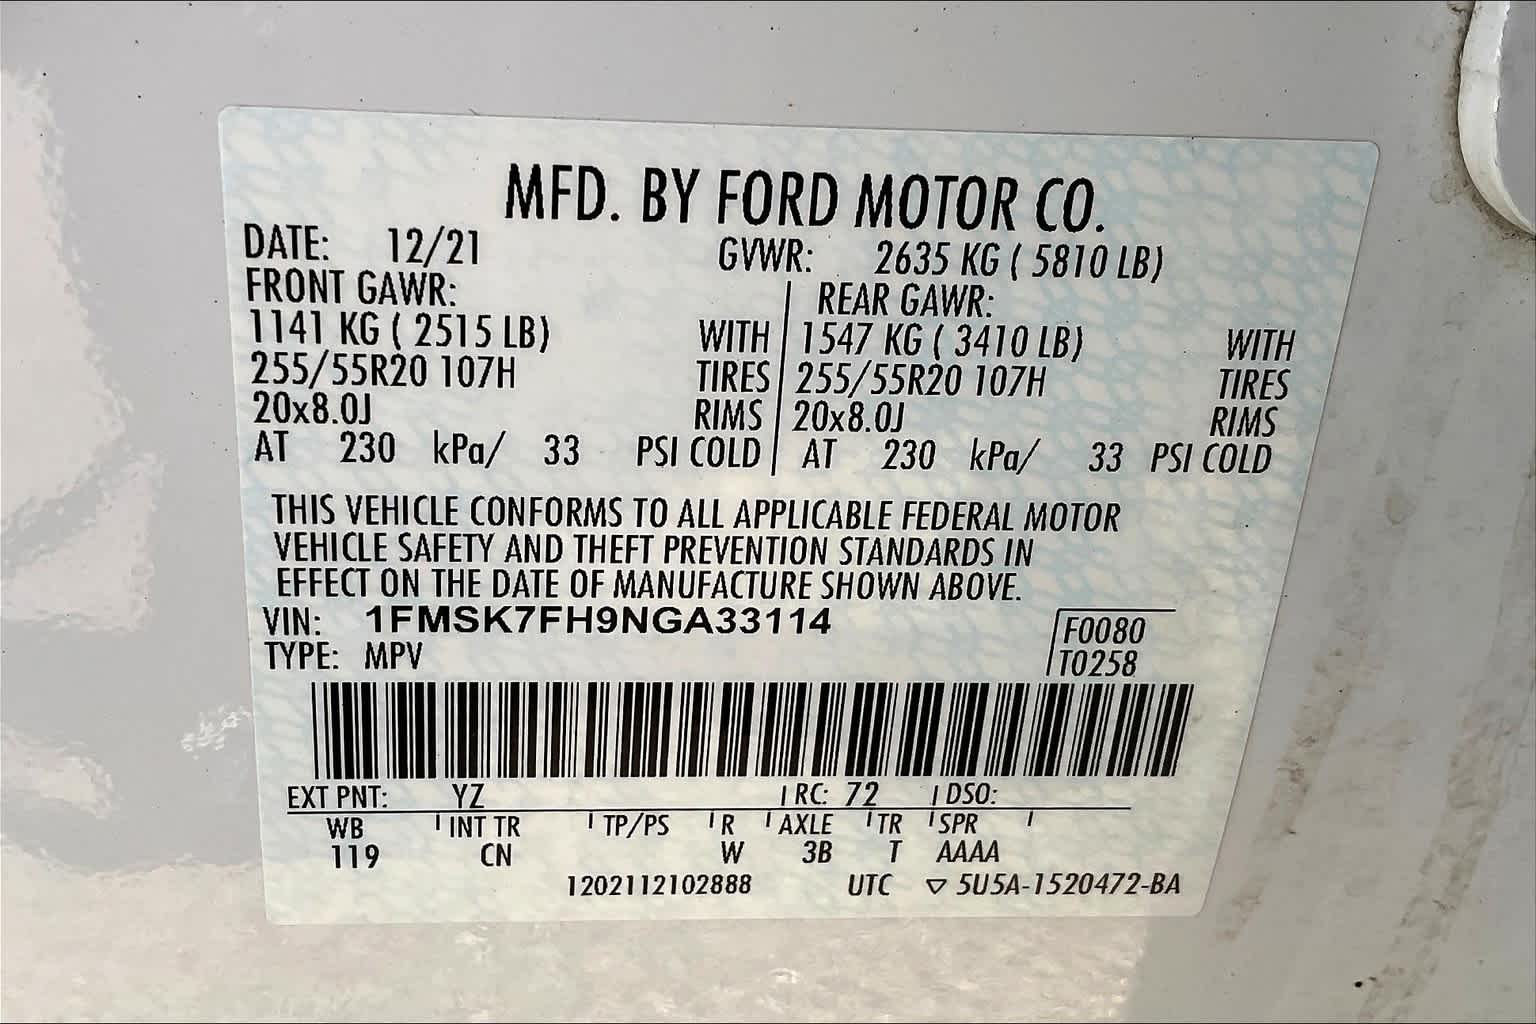 MFD. BY FORD MOTOR CO.
DATE: 12/21 GVWR: 2635 KG ( 5810 LB)
FRONT GAWR: REAR GAWR:
1141 KG ( 2515 LB) WITH 1547 KG ( 3410 LB) WITH
255/55R20 107H TIRES 255/55R20 107H TIRES
20x8.0J RIMS 20x8.0J RIMS
AT 230 kPa/ 33 PSI COLD AT 230 kPa/ 33 PSI COLD
THIS VEHICLE CONFORMS TO ALL APPLICABLE FEDERAL MOTOR
VEHICLE SAFETY AND THEFT PREVENTION STANDARDS IN
EFFECT ON THE DATE OF MANUFACTURE SHOWN ABOVE.
VIN: 1FMSK7FH9NGA33114 F0080
TYPE: MPV T0258
EXT PNT: YZ RC: 72 DSO:
WB INT TR TP/PS R AXLE TR SPR
119 CN W 3B T AAAA
1202112102888 UTC ▽ 5U5A-1520472-BA